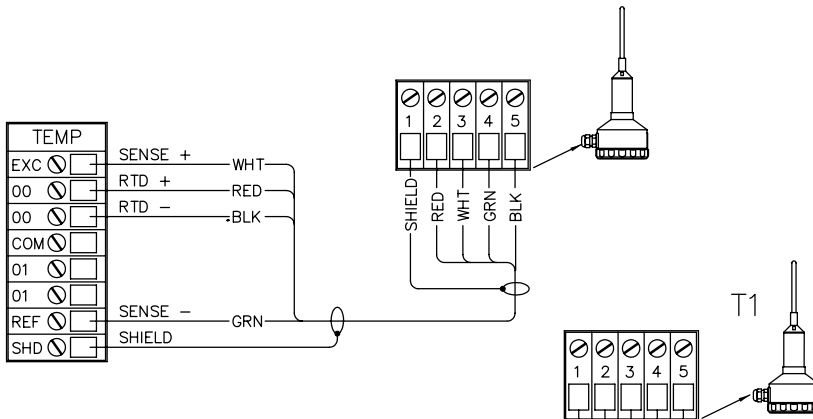 TEMP
EXC SENSE + WHT
00 RTD + RED
00 RTD - BLK
COM
01
01
REF SENSE - GRN
SHD SHIELD
1 2 3 4 5
SHIELD RED WHT GRN BLK
T1
1 2 3 4 5